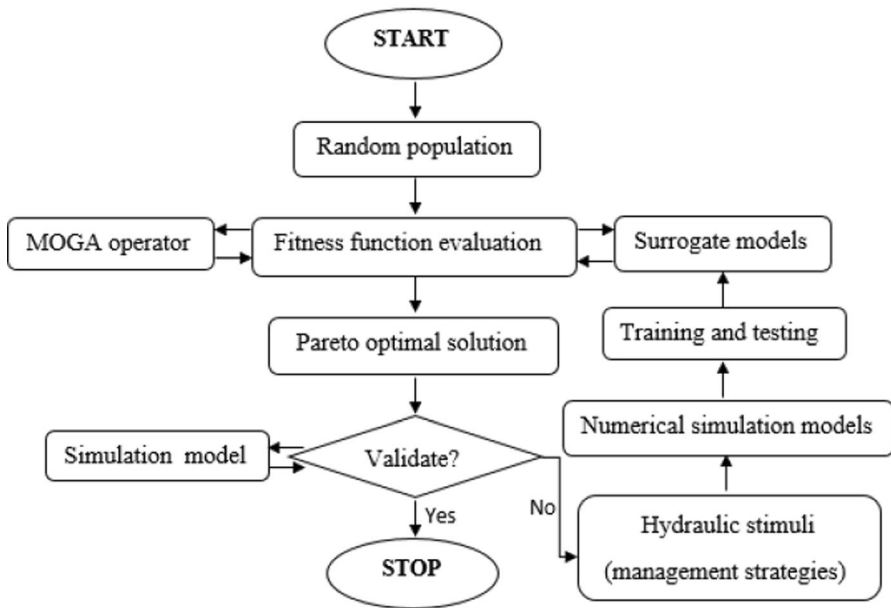 START
Random population
MOGA operator
Fitness function evaluation
Surrogate models
Pareto optimal solution
Training and testing
Numerical simulation models
Simulation model
Validate?
Yes
No
Hydraulic stimuli
(management strategies)
STOP